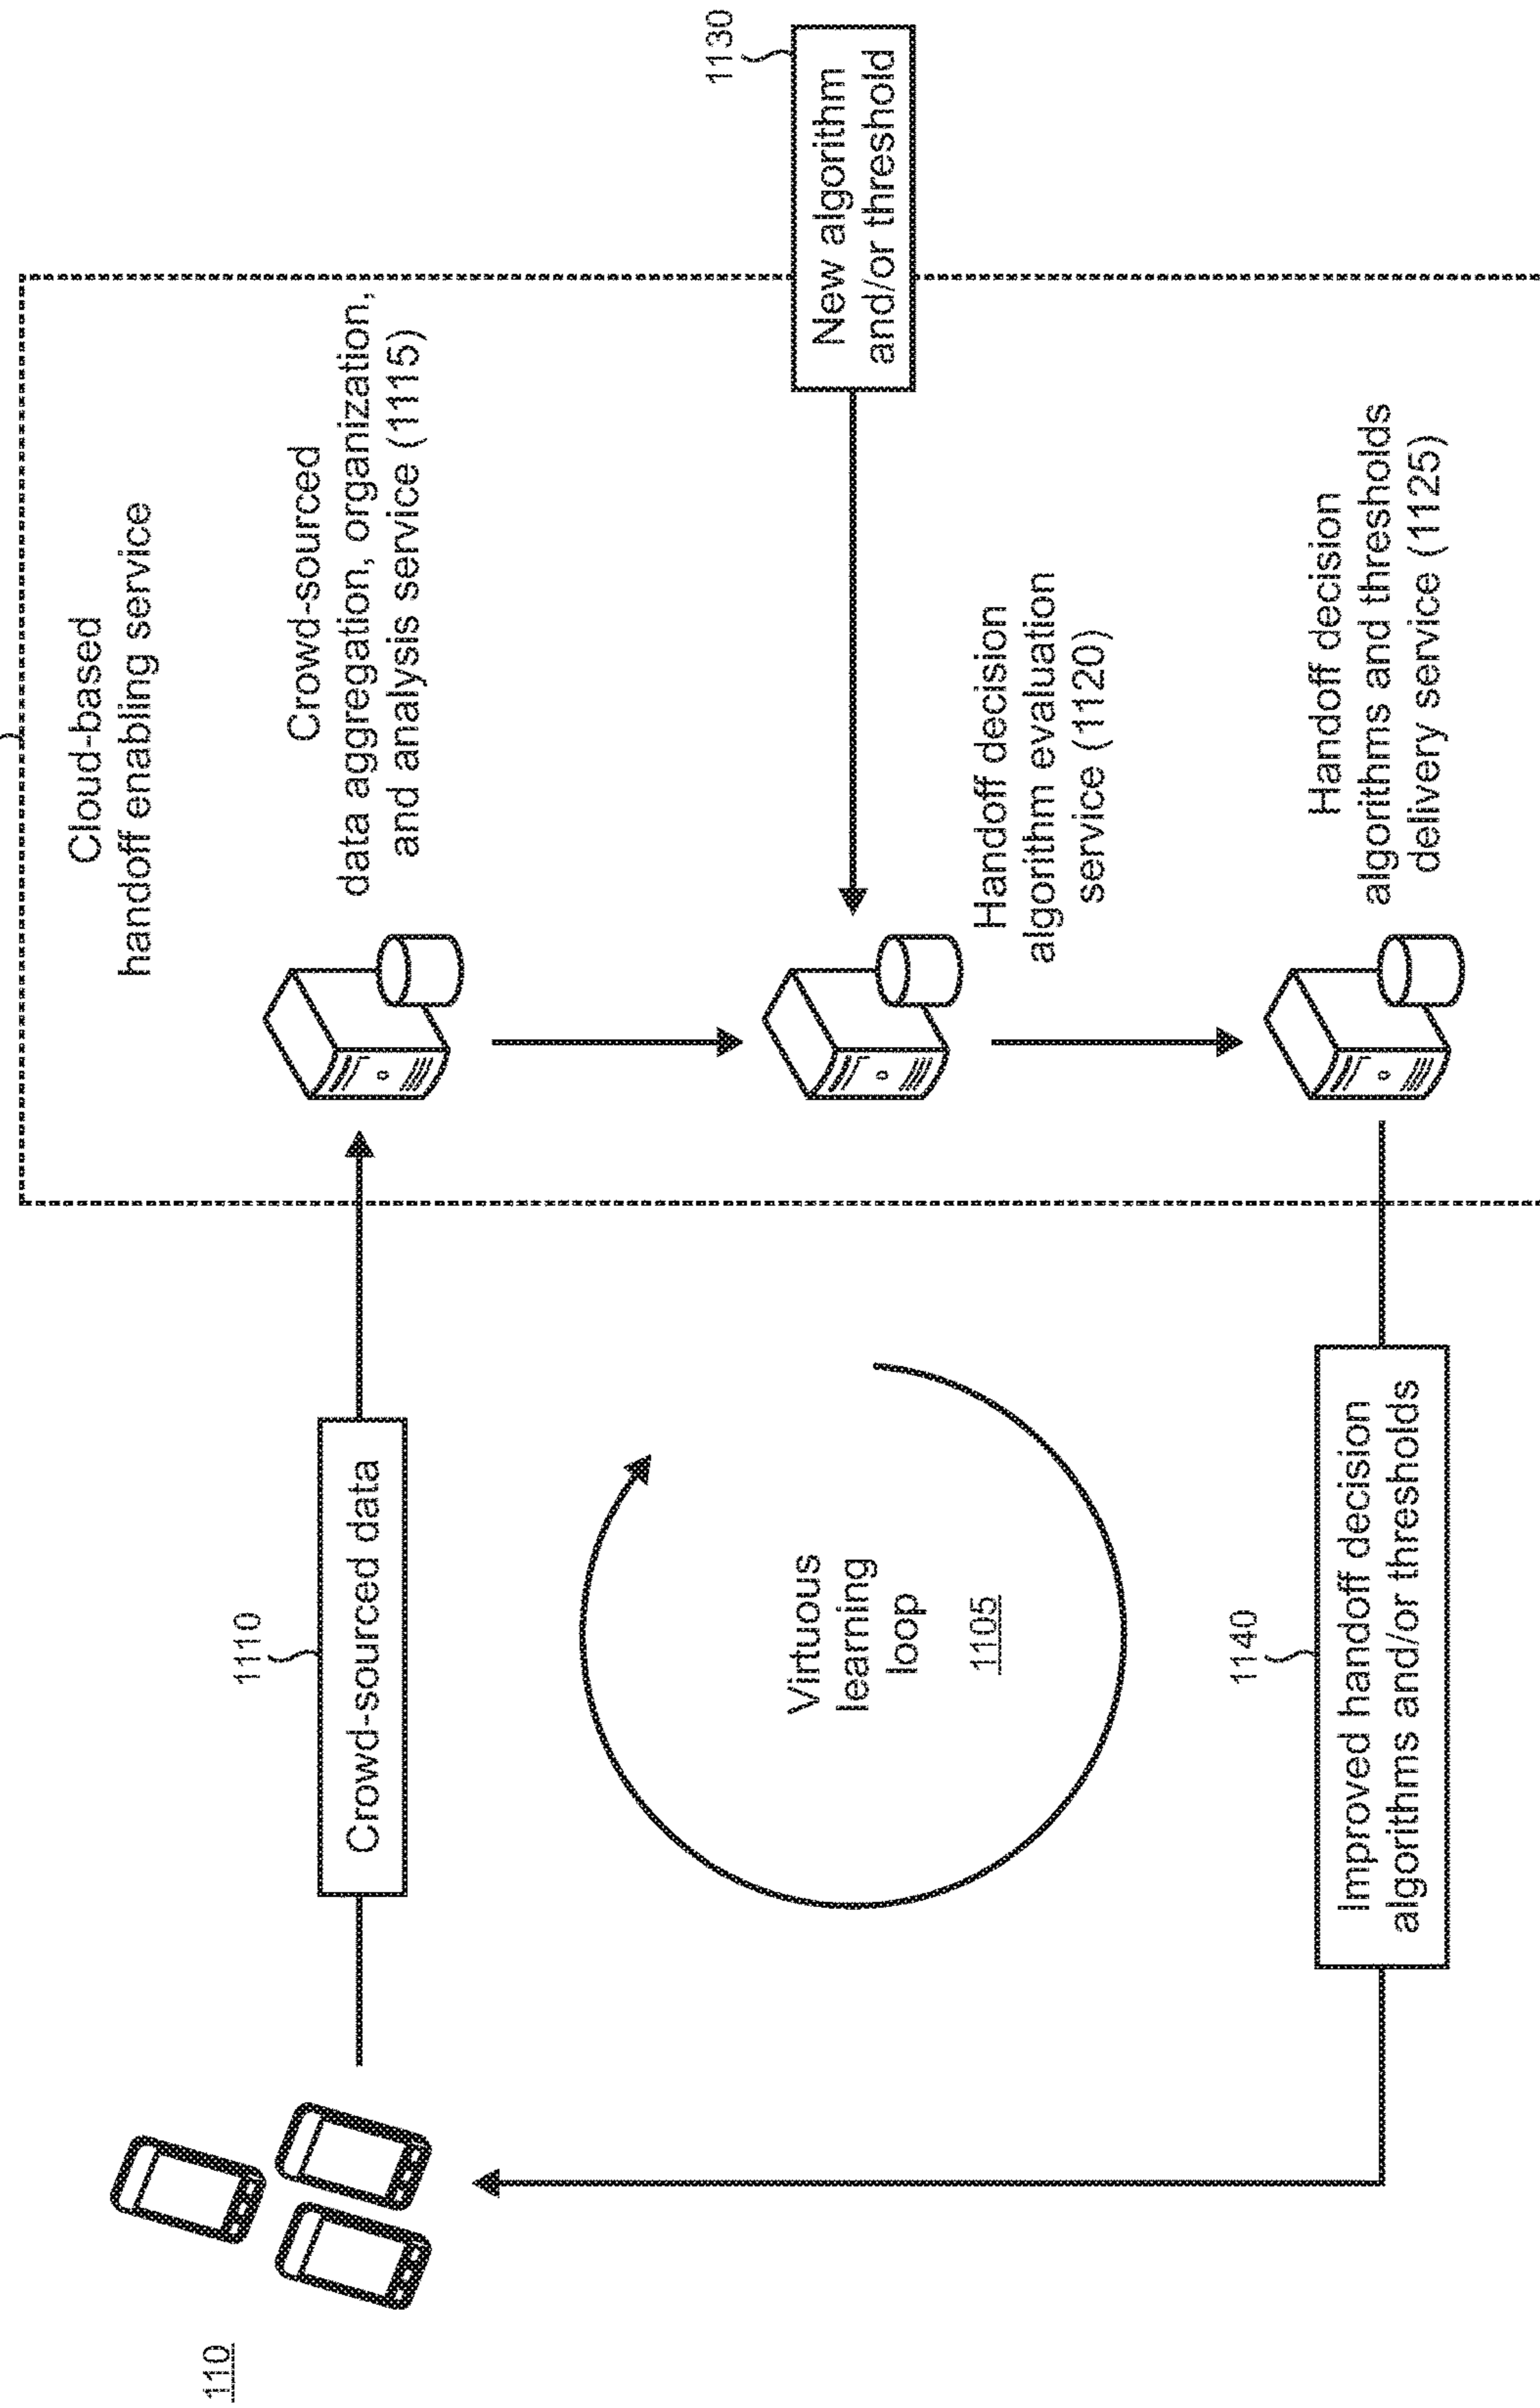 110
1110
Crowd-sourced data
Cloud-based
handoff enabling service
Crowd-sourced
data aggregation, organization,
and analysis service (1115)
1130
New algorithm
and/or threshold
Virtuous
learning
loop
1105
Handoff decision
algorithm evaluation
service (1120)
1140
Improved handoff decision
algorithms and/or thresholds
Handoff decision
algorithms and thresholds
delivery service (1125)